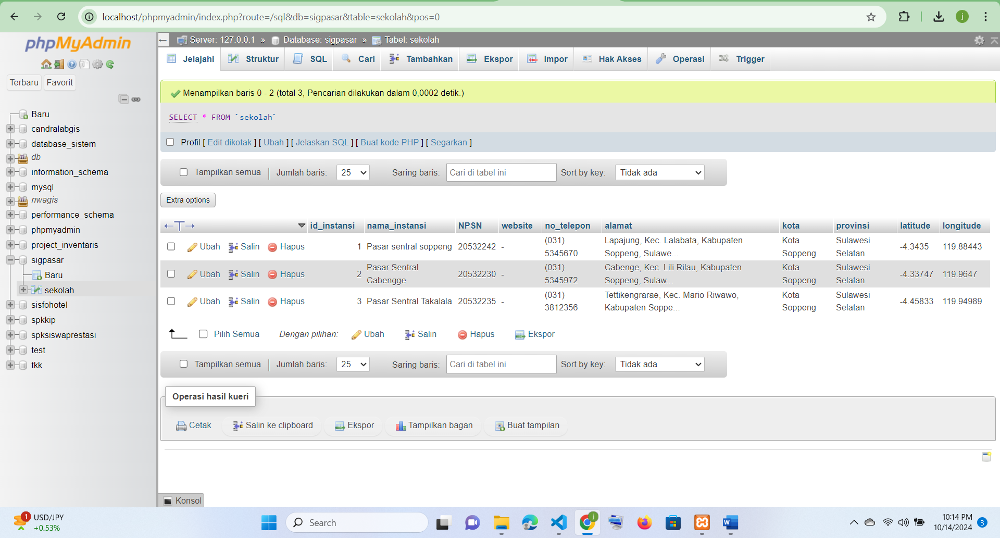 localhost/phpmyadmin/index.php?route=/sql&db=sigpasar&table=sekolah&pos=0
j
phpMyAdmin
Terbaru Favorit
Baru
candralabgis
database_sistem
db
information_schema
mysql
nwagis
performance_schema
phpmyadmin
project_inventaris
sigpasar
Baru
sekolah
sisfohotel
spkkip
spksiswaprestasi
test
tkk
Server: 127.0.0.1 » Database: sigpasar » Tabel: sekolah
Jelajahi Struktur SQL Cari Tambahkan Ekspor Impor Hak Akses Operasi Trigger
Menampilkan baris 0 - 2 (total 3, Pencarian dilakukan dalam 0,0002 detik.)
SELECT * FROM `sekolah`
Profil [ Edit dikotak ] [ Ubah ] [ Jelaskan SQL ] [ Buat kode PHP ] [ Segarkan ]
Tampilkan semua Jumlah baris: 25 Saring baris: Cari di tabel ini Sort by key: Tidak ada
Extra options
id_instansi nama_instansi NPSN website no_telepon alamat kota provinsi latitude longitude
Ubah Salin Hapus 1 Pasar sentral soppeng 20532242 - (031) 5345670 Lapajung, Kec. Lalabata, Kabupaten Soppeng, Sulawe... Kota Soppeng Sulawesi Selatan -4.3435 119.88443
Ubah Salin Hapus 2 Pasar Sentral Cabengge 20532230 - (031) 5345972 Cabenge, Kec. Lili Rilau, Kabupaten Soppeng, Sulaw... Kota Soppeng Sulawesi Selatan -4.33747 119.9647
Ubah Salin Hapus 3 Pasar Sentral Takalala 20532235 - (031) 3812356 Tettikengrarae, Kec. Mario Riwawo, Kabupaten Soppe... Kota Soppeng Sulawesi Selatan -4.45833 119.94989
Pilih Semua Dengan pilihan: Ubah Salin Hapus Ekspor
Tampilkan semua Jumlah baris: 25 Saring baris: Cari di tabel ini Sort by key: Tidak ada
Operasi hasil kueri
Cetak Salin ke clipboard Ekspor Tampilkan bagan Buat tampilan
Konsol
1 USD/JPY
+0.53%
Search
j
10:14 PM
10/14/2024
3